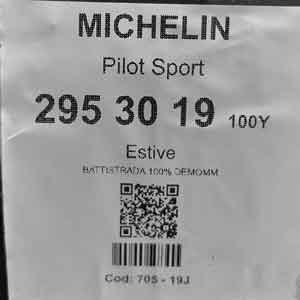 MICHELIN
Pilot Sport
295 30 19 100Y
Estive
BATTISTRADA 100% DEMOMM
Cod: 705 - 19J